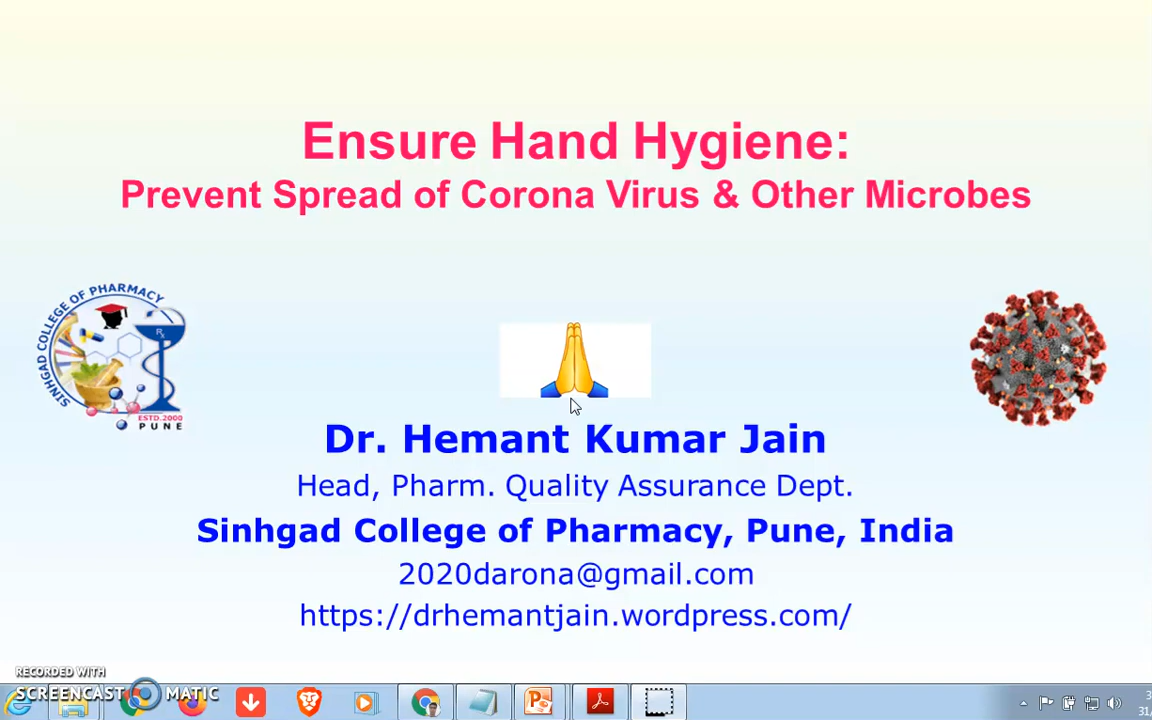 Ensure Hand Hygiene:
Prevent Spread of Corona Virus & Other Microbes
SINHGAD COLLEGE OF PHARMACY
Rx
ESTD.2000
PUNE
Dr. Hemant Kumar Jain
Head, Pharm. Quality Assurance Dept.
Sinhgad College of Pharmacy, Pune, India
2020darona@gmail.com
https://drhemantjain.wordpress.com/
RECORDED WITH
SCREENCAST MATIC